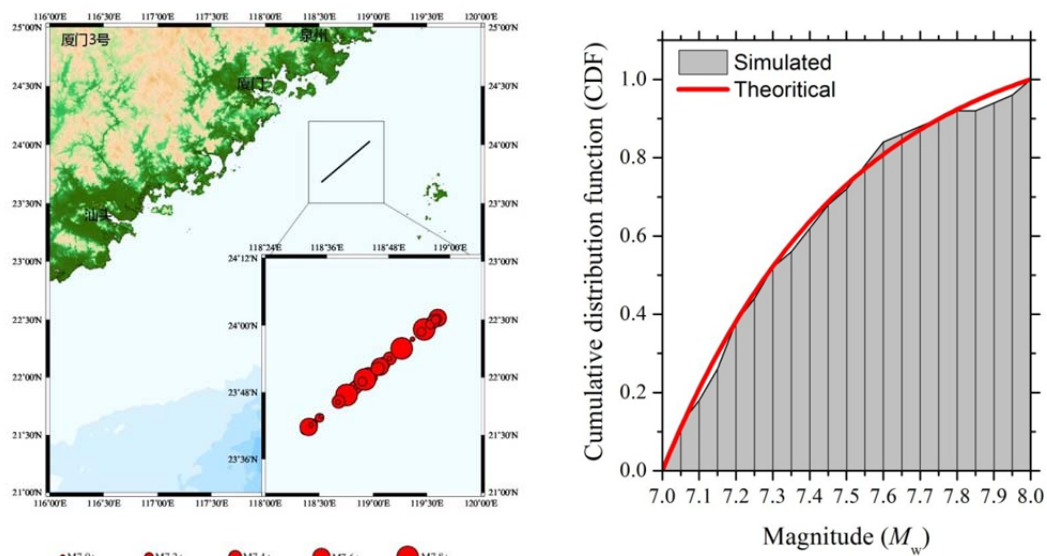 116°00'E 116°30'E 117°00'E 117°30'E 118°00'E 118°30'E 119°00'E 119°30'E 120°00'E
25°00'N 25°00'N
厦门3号
泉州
24°30'N 24°30'N
厦门
24°00'N 24°00'N
23°30'N 23°30'N
汕头
23°00'N 23°00'N
118°24'E 118°36'E 118°48'E 119°00'E
24°12'N
22°30'N 22°30'N
24°00'N
22°00'N 22°00'N
23°48'N
21°30'N 21°30'N
23°36'N
21°00'N 21°00'N
116°00'E 116°30'E 117°00'E 117°30'E 118°00'E 118°30'E 119°00'E 119°30'E 120°00'E
Simulated
Theoritical
Cumulative distribution function (CDF)
1.0
0.8
0.6
0.4
0.2
0.0
7.0 7.1 7.2 7.3 7.4 7.5 7.6 7.7 7.8 7.9 8.0
Magnitude (Mw)